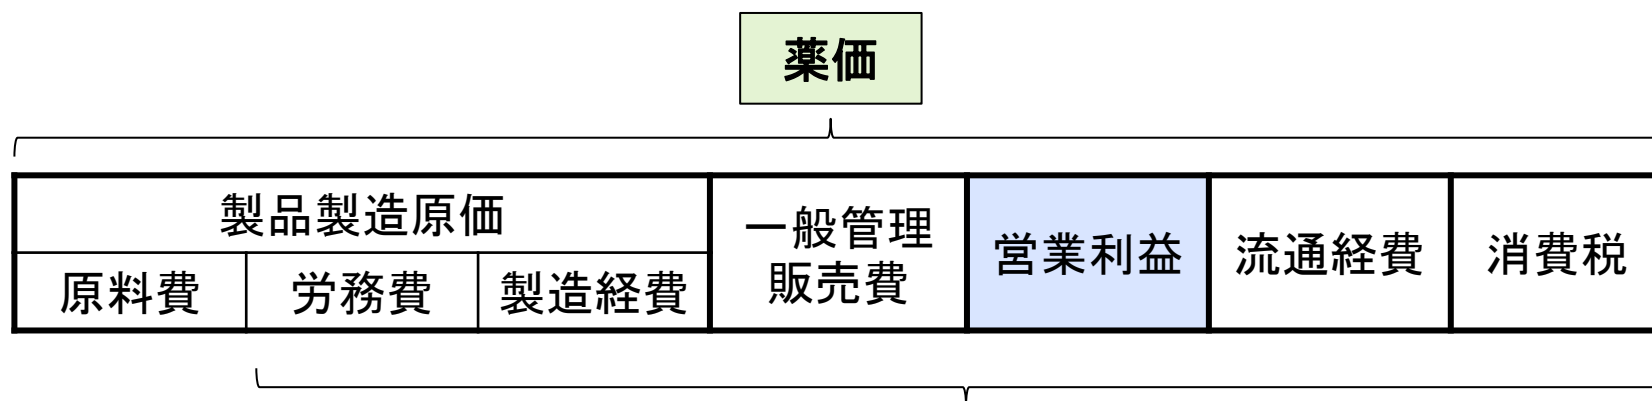 薬価
製品製造原価
原料費
労務費
製造経費
一般管理
販売費
営業利益
流通経費
消費税